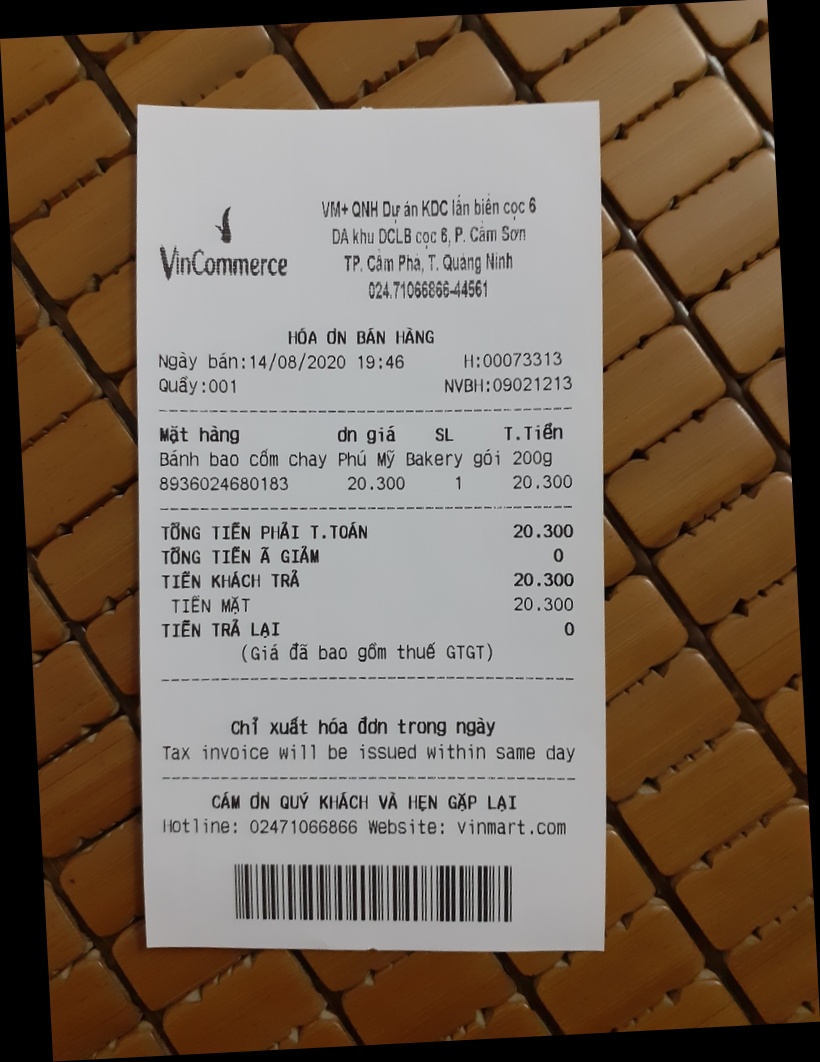 VinCommerce
VM+ QNH Dự án KDC lấn biển cọc 6
DA khu DCLB cọc 6, P. Cẩm Sơn
TP. Cẩm Phả, T. Quảng Ninh
024.71066866-44561
HÓA ƠN BÁN HÀNG
Ngày bán:14/08/2020 19:46 H:00073313
Quầy:001 NVBH:09021213
Mặt hàng ơn giá SL T.Tiền
Bánh bao cốm chay Phú Mỹ Bakery gói 200g
8936024680183 20.300 1 20.300
TỔNG TIỀN PHẢI T.TOÁN 20.300
TỔNG TIỀN Ã GIẢM 0
TIỀN KHÁCH TRẢ 20.300
TIỀN MẶT 20.300
TIỀN TRẢ LẠI 0
(Giá đã bao gồm thuế GTGT)
Chỉ xuất hóa đơn trong ngày
Tax invoice will be issued within same day
CẢM ƠN QUÝ KHÁCH VÀ HẸN GẶP LẠI
Hotline: 02471066866 Website: vinmart.com